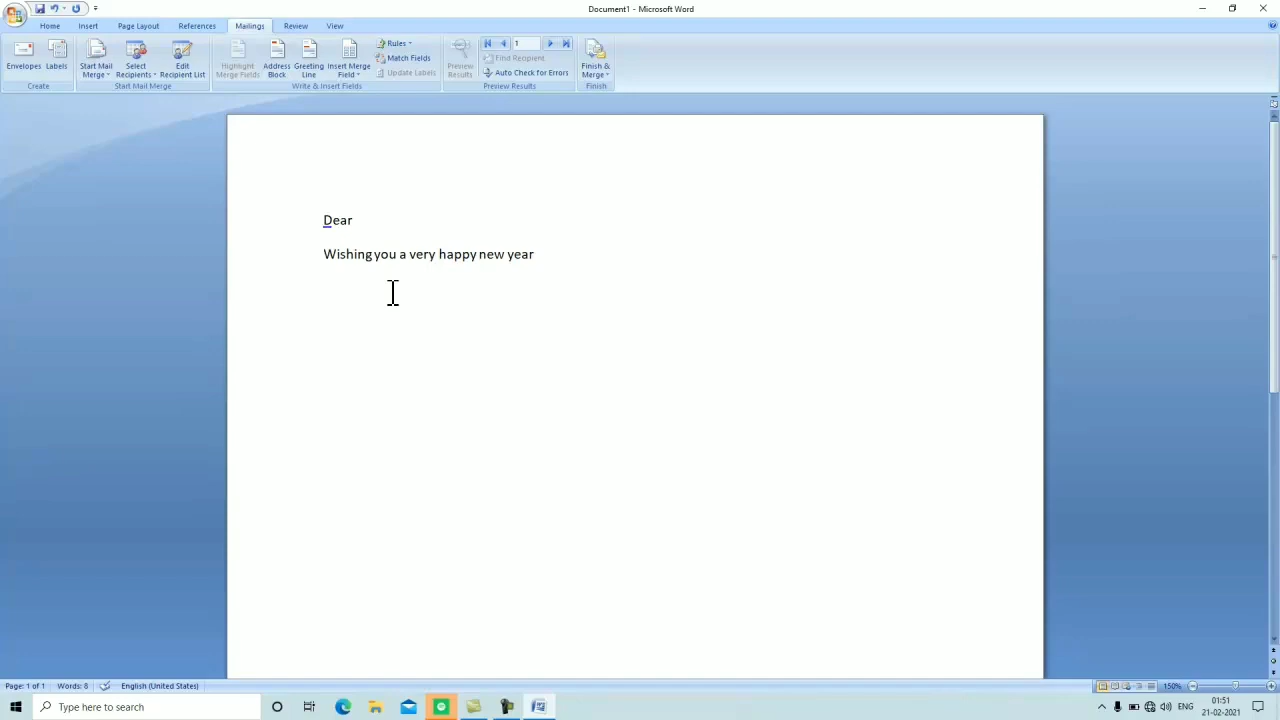 Document1 - Microsoft Word
Home Insert Page Layout References Mailings Review View
Envelopes Labels
Create
Start Mail Merge Select Recipients Edit Recipient List
Start Mail Merge
Highlight Merge Fields Address Block Greeting Line Insert Merge Field
Rules
Match Fields
Update Labels
Write & Insert Fields
Preview Results
1
Find Recipient
Auto Check for Errors
Preview Results
Finish & Merge
Finish
Dear
Wishing you a very happy new year
Page: 1 of 1 Words: 8 English (United States) 150%
Type here to search
ENG
01:51
21-02-2021